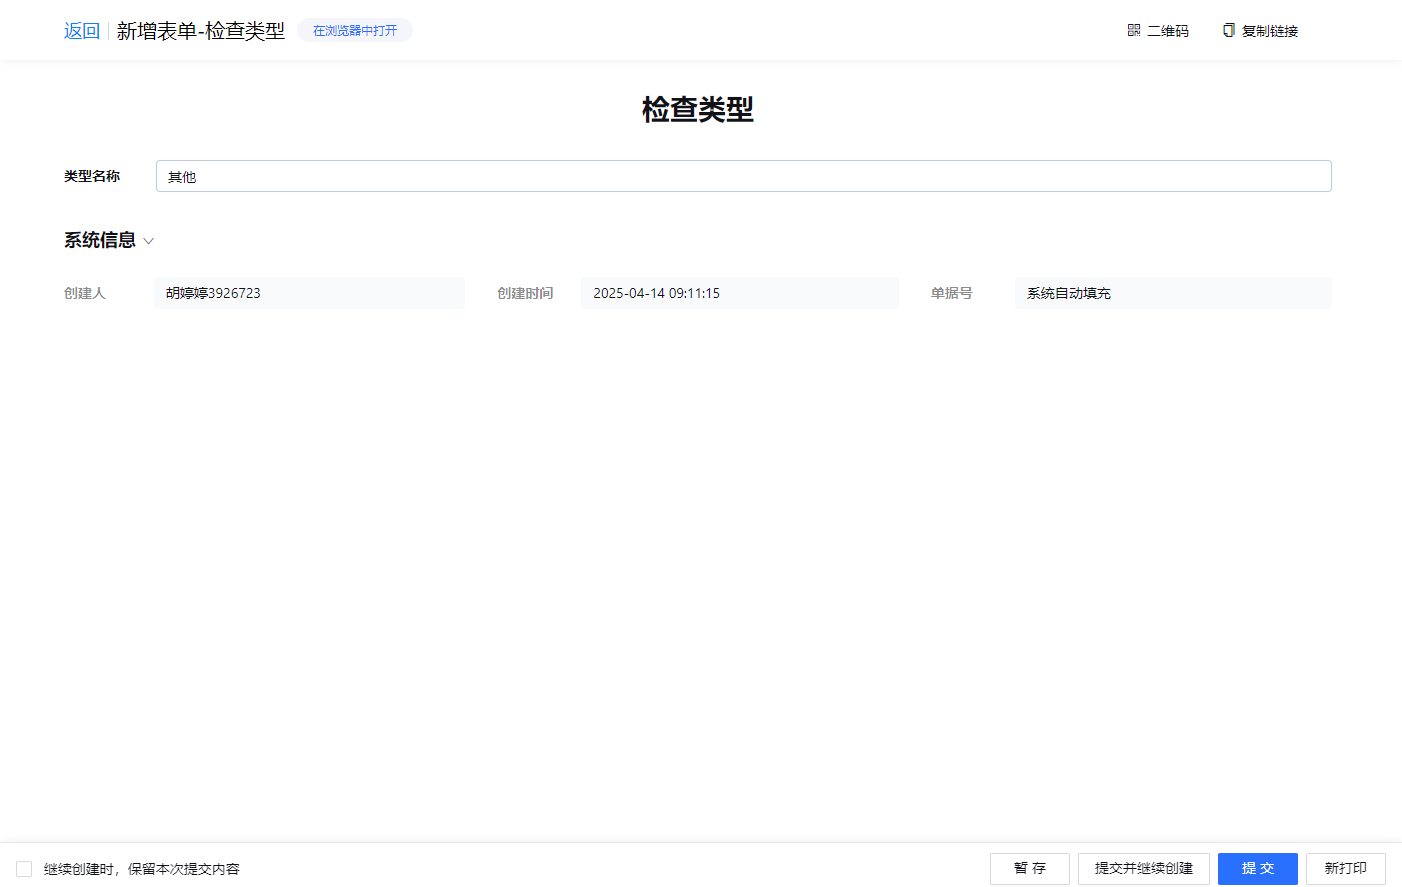 返回 新增表单-检查类型 在浏览器中打开 二维码 复制链接
检查类型
类型名称 其他
系统信息
创建人 胡婷婷3926723 创建时间 2025-04-14 09:11:15 单据号 系统自动填充
继续创建时，保留本次提交内容 暂 存 提交并继续创建 提 交 新打印